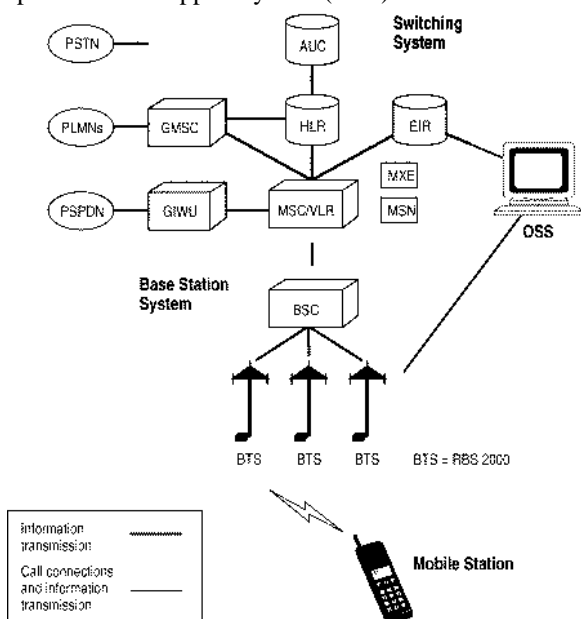 Switching
System
PSTN
AUC
PLMNs
GMSC
HLR
EIR
MXE
PSPDN
GIWU
MSC/VLR
MSN
OSS
Base Station
System
BSC
BTS
BTS
BTS
BTS = RBS 2000
Information
transmission
Call connections
and information
transmission
Mobile Station